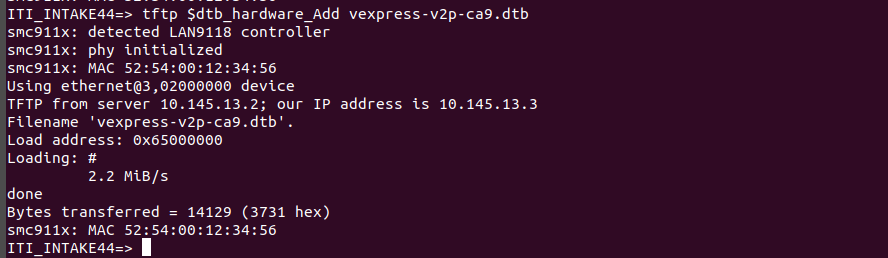 ITI_INTAKE44=> tftp $dtb_hardware_Add vexpress-v2p-ca9.dtb
smc911x: detected LAN9118 controller
smc911x: phy initialized
smc911x: MAC 52:54:00:12:34:56
Using ethernet@3,02000000 device
TFTP from server 10.145.13.2; our IP address is 10.145.13.3
Filename 'vexpress-v2p-ca9.dtb'.
Load address: 0x65000000
Loading: #
         2.2 MiB/s
done
Bytes transferred = 14129 (3731 hex)
smc911x: MAC 52:54:00:12:34:56
ITI_INTAKE44=>